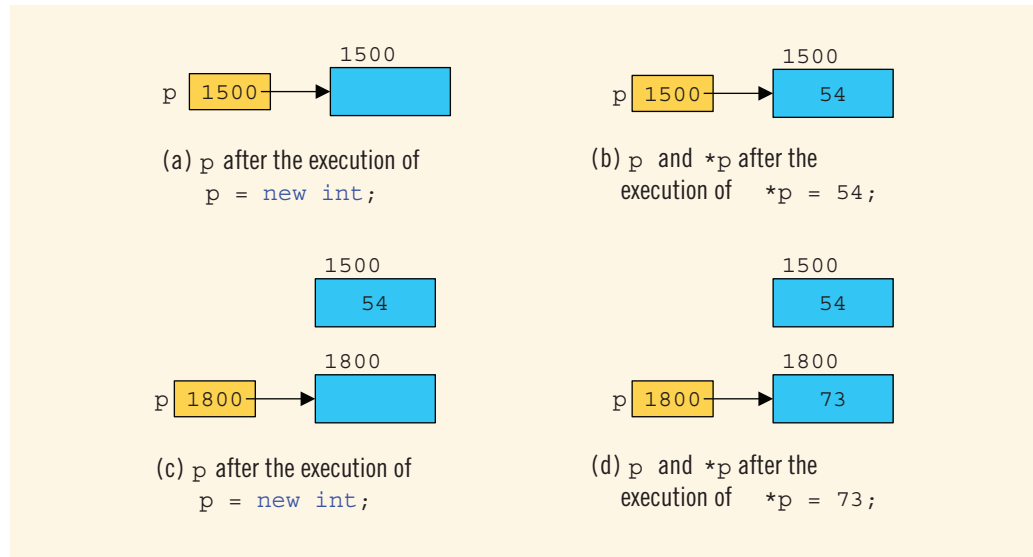 1500
p 1500
(a) p after the execution of
p = new int;
1500
p 1500 54
(b) p and *p after the
execution of *p = 54;
1500
54
1800
p 1800
(c) p after the execution of
p = new int;
1500
54
1800
p 1800 73
(d) p and *p after the
execution of *p = 73;